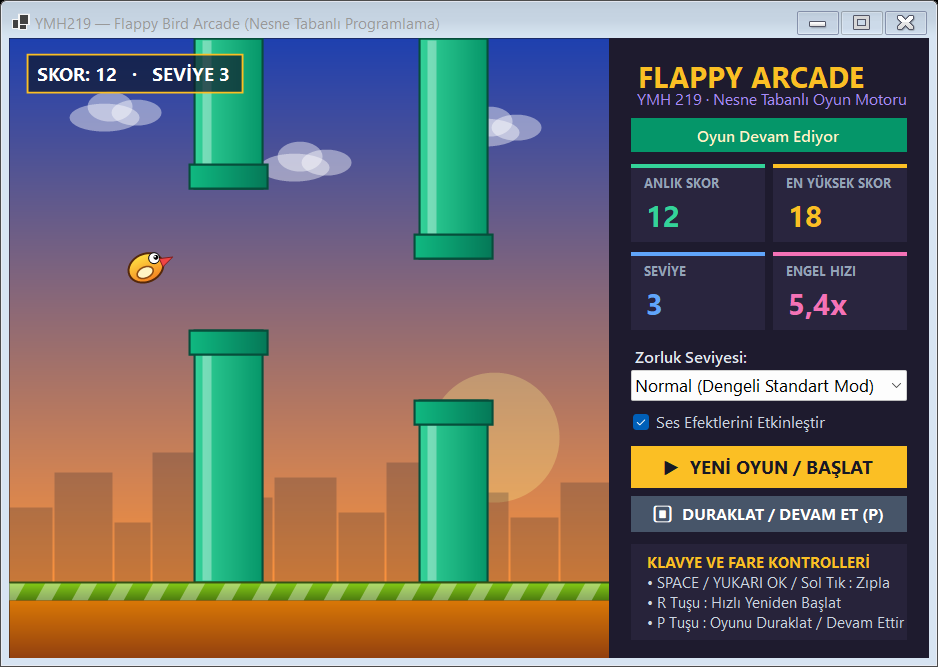 YMH219 — Flappy Bird Arcade (Nesne Tabanlı Programlama)
SKOR: 12 · SEVİYE 3
FLAPPY ARCADE
YMH 219 · Nesne Tabanlı Oyun Motoru
Oyun Devam Ediyor
ANLIK SKOR
12
EN YÜKSEK SKOR
18
SEVİYE
3
ENGEL HIZI
5,4x
Zorluk Seviyesi:
Normal (Dengeli Standart Mod)
Ses Efektlerini Etkinleştir
▶ YENİ OYUN / BAŞLAT
DURAKLAT / DEVAM ET (P)
KLAVYE VE FARE KONTROLLERİ
• SPACE / YUKARI OK / Sol Tık : Zıpla
• R Tuşu : Hızlı Yeniden Başlat
• P Tuşu : Oyunu Duraklat / Devam Ettir